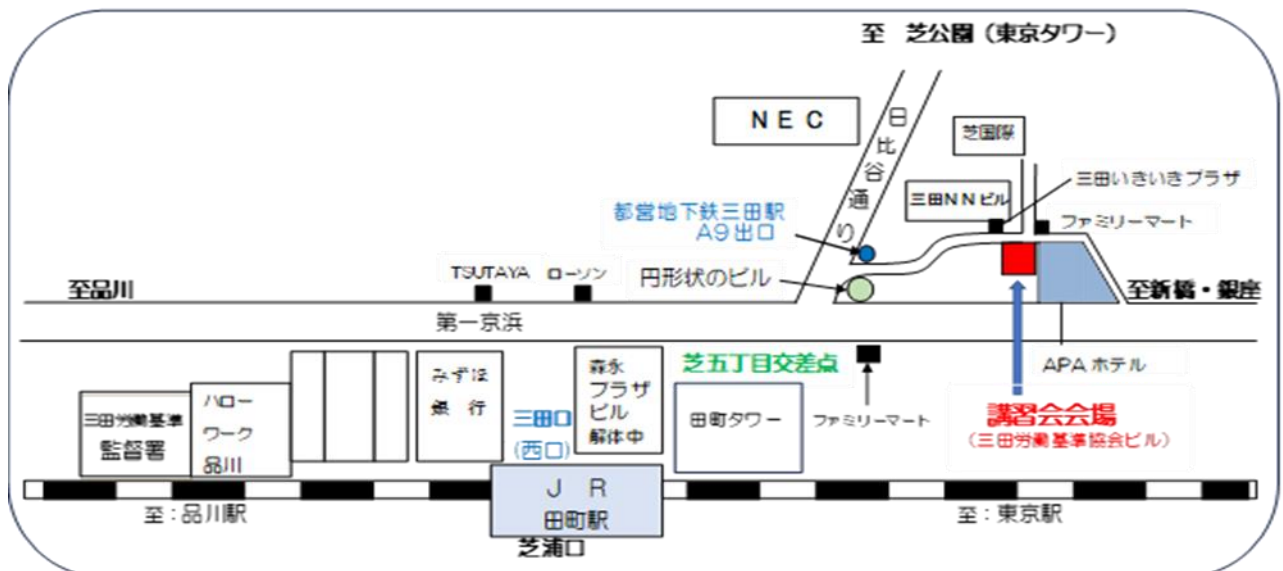 至 芝公園（東京タワー）
NEC
日比谷通り
芝国際
三田いきいきプラザ
三田NNビル
ファミリーマート
都営地下鉄三田駅
A9出口
TSUTAYA
ローソン
円形状のビル
至品川
至新橋・銀座
第一京浜
芝五丁目交差点
APAホテル
みずほ
銀 行
森永
プラザ
ビル
解体中
三田口
(西口)
田町タワー
ファミリーマート
講習会会場
（三田労働基準協会ビル）
三田労働基準
監督署
ハロー
ワーク
品川
J R
田町駅
至：品川駅
至：東京駅
芝浦口